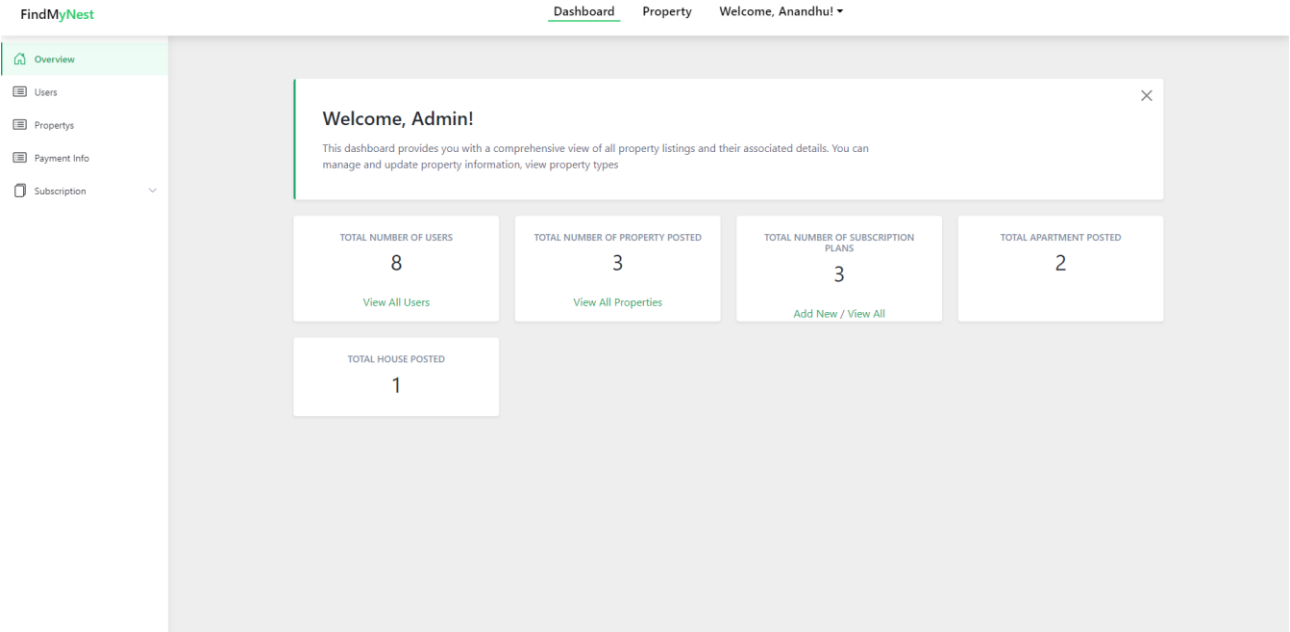 FindMyNest
Dashboard Property Welcome, Anandhu!
Overview
Users
Propertys
Payment Info
Subscription
Welcome, Admin!
This dashboard provides you with a comprehensive view of all property listings and their associated details. You can
manage and update property information, view property types
TOTAL NUMBER OF USERS
8
View All Users
TOTAL NUMBER OF PROPERTY POSTED
3
View All Properties
TOTAL NUMBER OF SUBSCRIPTION
PLANS
3
Add New / View All
TOTAL APARTMENT POSTED
2
TOTAL HOUSE POSTED
1